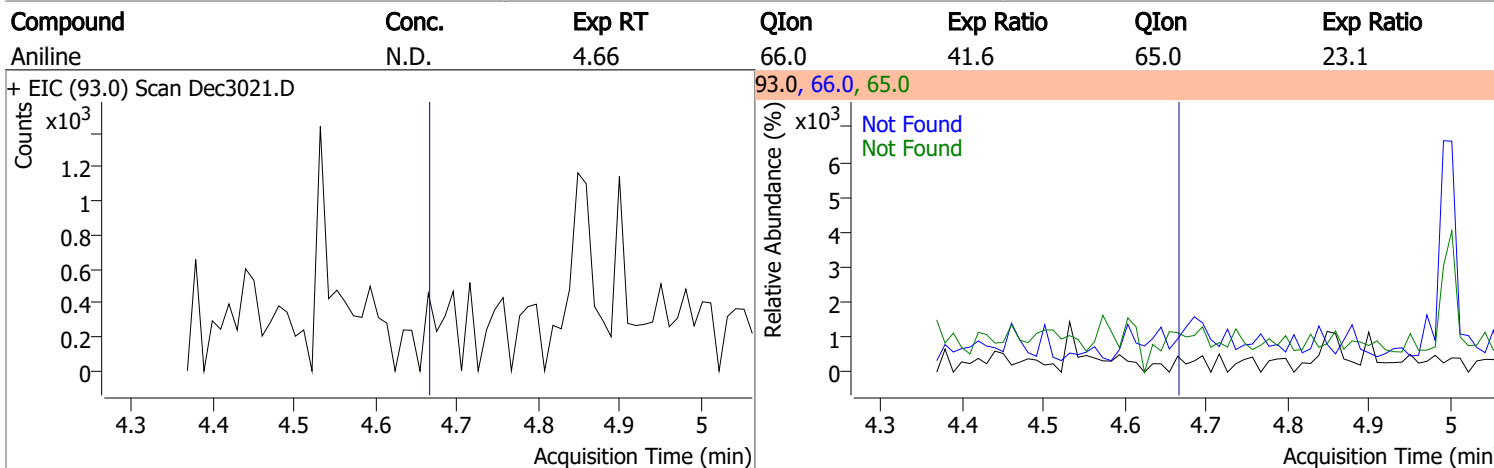 Compound Conc. Exp RT QIon Exp Ratio QIon Exp Ratio
Aniline N.D. 4.66 66.0 41.6 65.0 23.1
+ EIC (93.0) Scan Dec3021.D
Counts
x10³
1.2
1
0.8
0.6
0.4
0.2
0
4.3 4.4 4.5 4.6 4.7 4.8 4.9 5
Acquisition Time (min)
93.0, 66.0, 65.0
Relative Abundance (%)
x10³
Not Found
Not Found
6
5
4
3
2
1
0
4.3 4.4 4.5 4.6 4.7 4.8 4.9 5
Acquisition Time (min